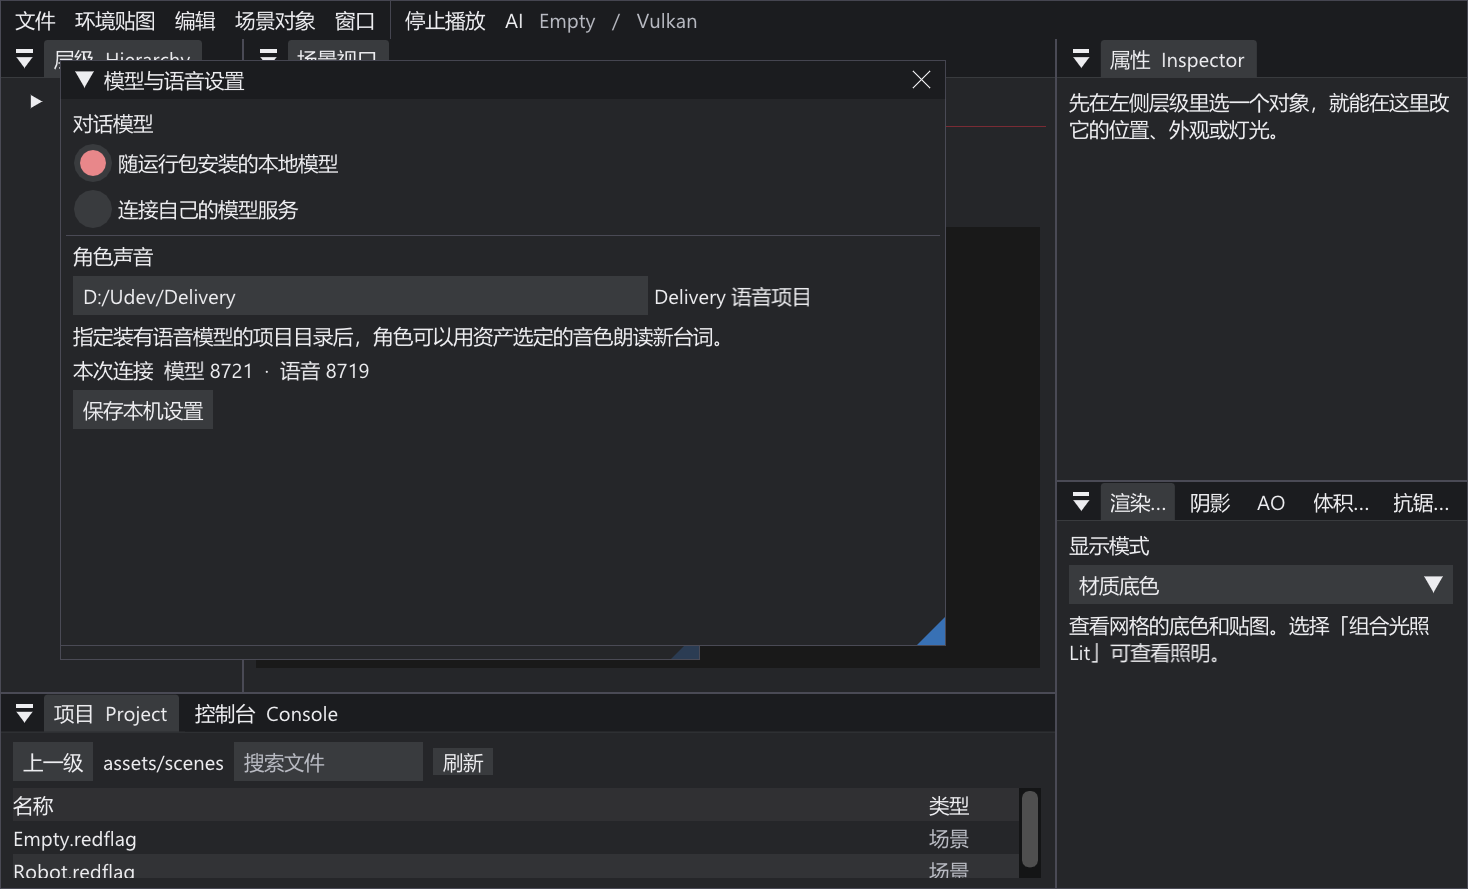 文件 环境贴图 编辑 场景对象 窗口 停止播放 AI Empty / Vulkan
层级 Hierarchy 场景视口
属性 Inspector
模型与语音设置
对话模型
随运行包安装的本地模型
连接自己的模型服务
角色声音
D:/Udev/Delivery Delivery 语音项目
指定装有语音模型的项目目录后，角色可以用资产选定的音色朗读新台词。
本次连接 模型 8721 · 语音 8719
保存本机设置
先在左侧层级里选一个对象，就能在这里改
它的位置、外观或灯光。
渲染... 阴影 AO 体积... 抗锯...
显示模式
材质底色
查看网格的底色和贴图。选择「组合光照
Lit」可查看照明。
项目 Project 控制台 Console
上一级 assets/scenes 搜索文件 刷新
名称 类型
Empty.redflag 场景
Robot.redflag 场景